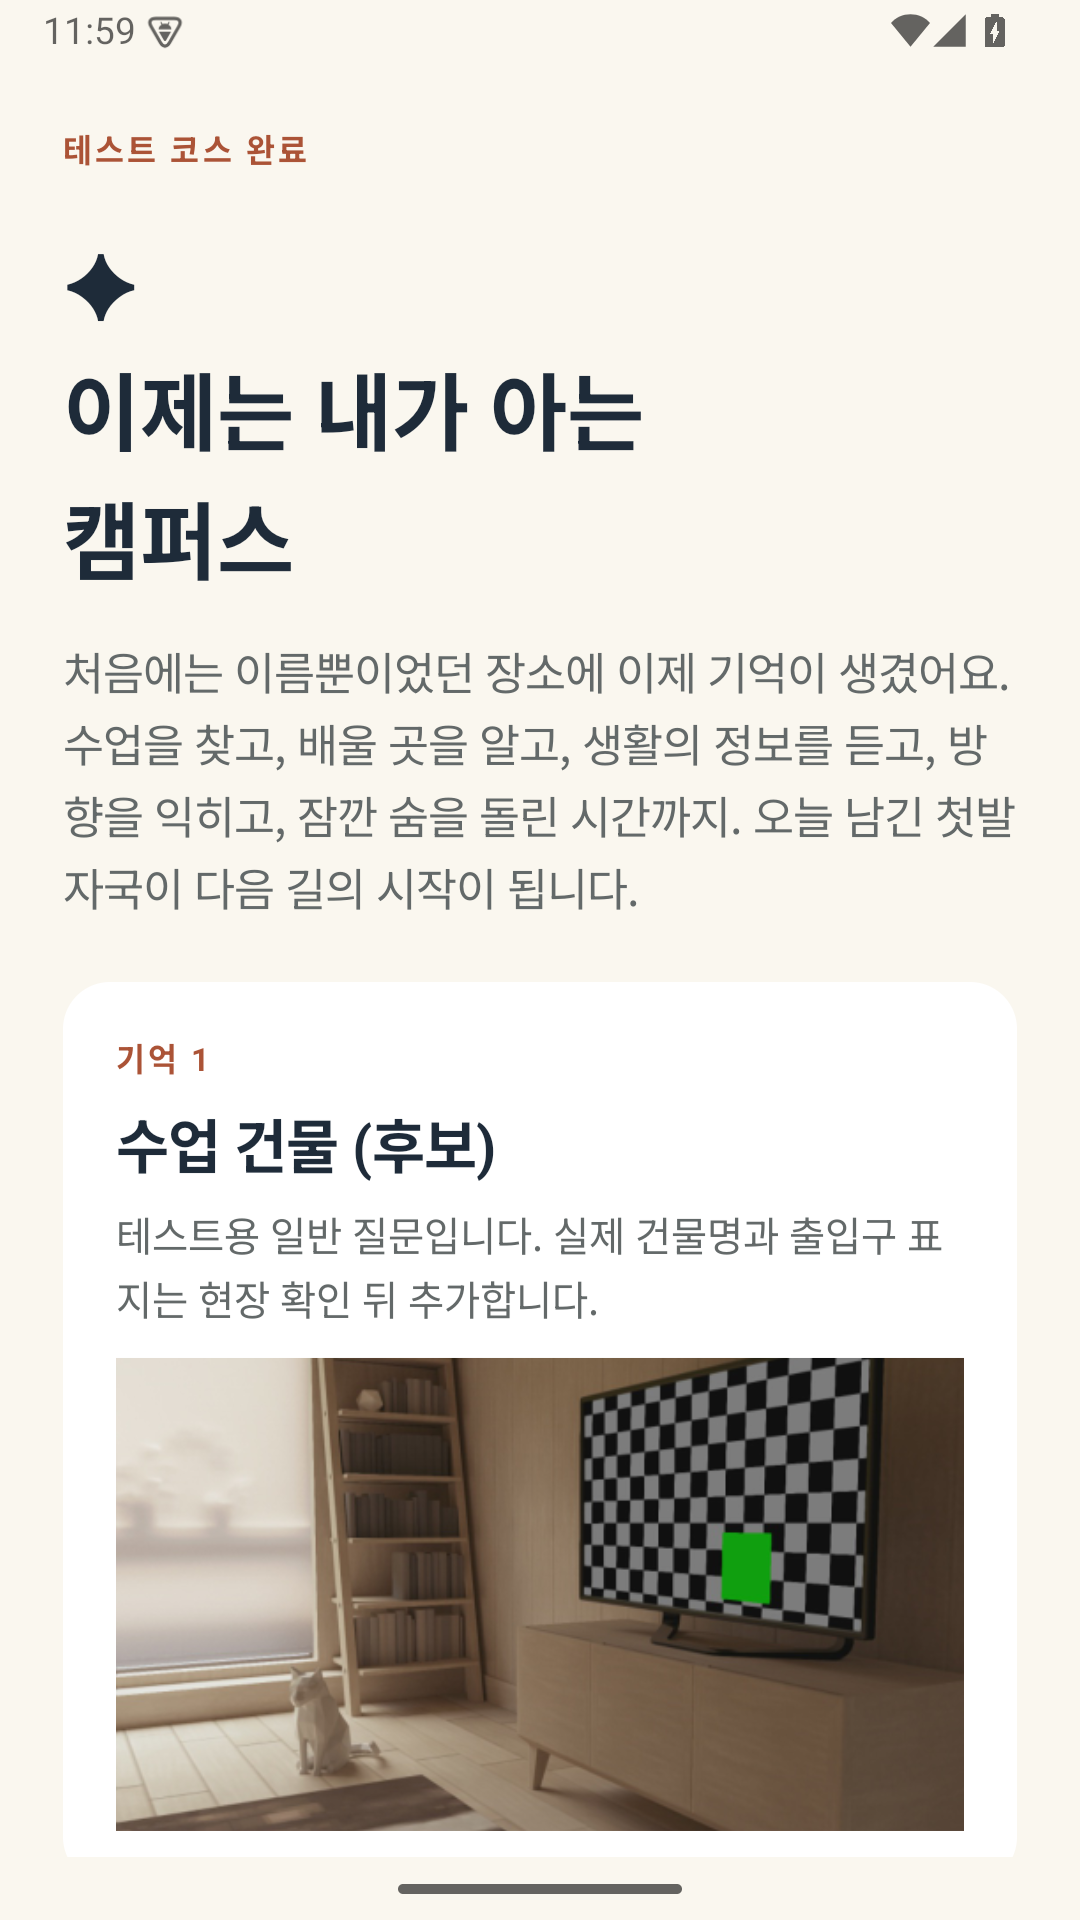 11:59
테스트 코스 완료
이제는 내가 아는
캠퍼스
처음에는 이름뿐이었던 장소에 이제 기억이 생겼어요.
수업을 찾고, 배울 곳을 알고, 생활의 정보를 듣고, 방
향을 익히고, 잠깐 숨을 돌린 시간까지. 오늘 남긴 첫발
자국이 다음 길의 시작이 됩니다.
기억 1
수업 건물 (후보)
테스트용 일반 질문입니다. 실제 건물명과 출입구 표
지는 현장 확인 뒤 추가합니다.